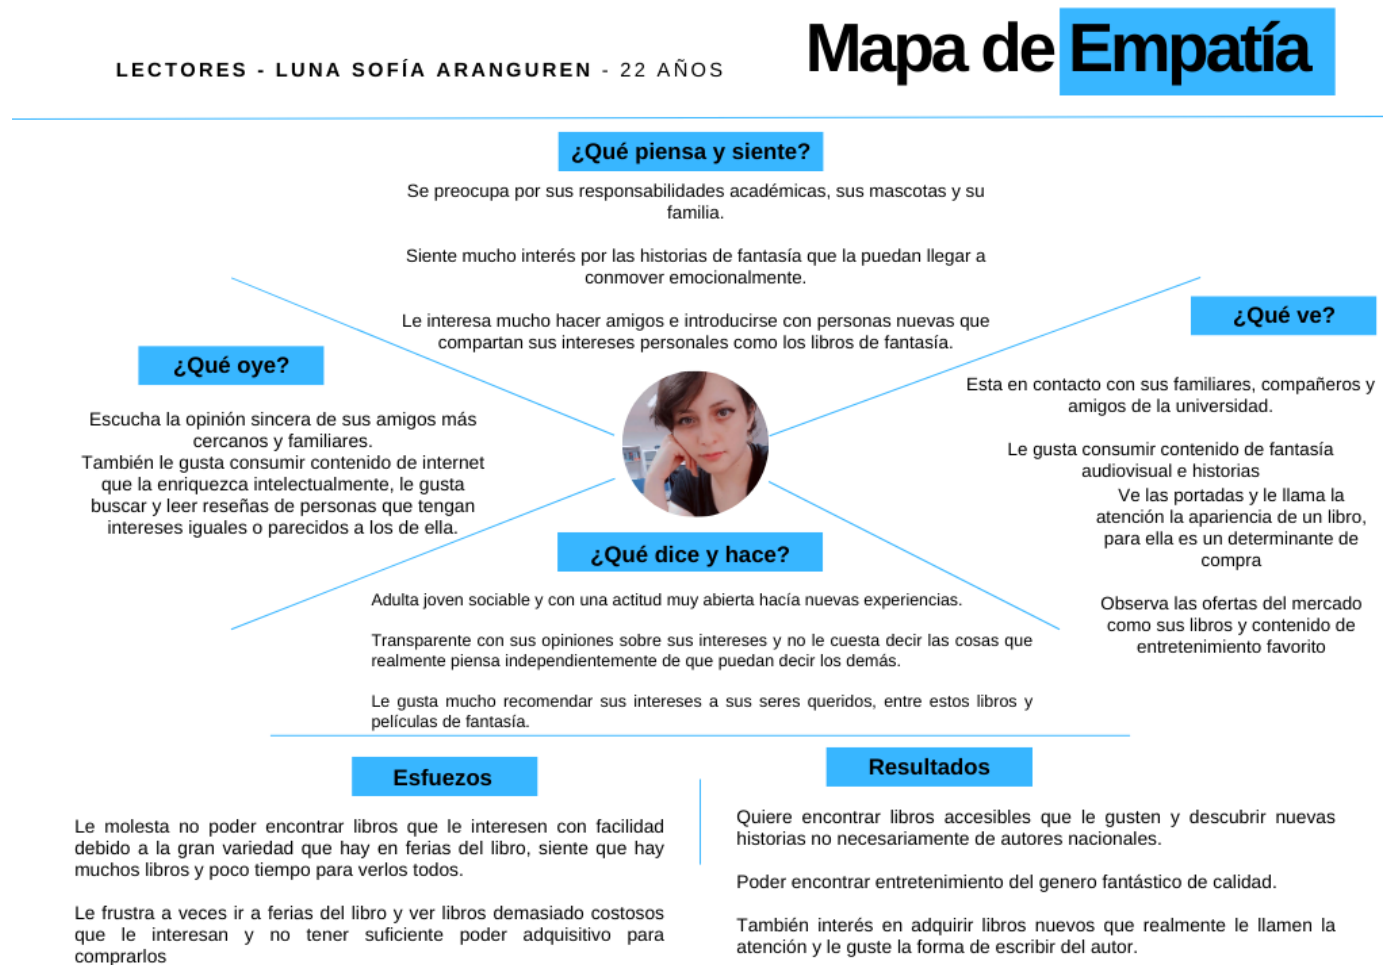 LECTORES - LUNA SOFÍA ARANGUREN - 22 AÑOS
Mapa de Empatía
¿Qué piensa y siente?
Se preocupa por sus responsabilidades académicas, sus mascotas y su
familia.
Siente mucho interés por las historias de fantasía que la puedan llegar a
conmover emocionalmente.
Le interesa mucho hacer amigos e introducirse con personas nuevas que
compartan sus intereses personales como los libros de fantasía.
¿Qué oye?
Escucha la opinión sincera de sus amigos más
cercanos y familiares.
También le gusta consumir contenido de internet
que la enriquezca intelectualmente, le gusta
buscar y leer reseñas de personas que tengan
intereses iguales o parecidos a los de ella.
¿Qué ve?
Esta en contacto con sus familiares, compañeros y
amigos de la universidad.
Le gusta consumir contenido de fantasía
audiovisual e historias
Ve las portadas y le llama la
atención la apariencia de un libro,
para ella es un determinante de
compra
Observa las ofertas del mercado
como sus libros y contenido de
entretenimiento favorito
¿Qué dice y hace?
Adulta joven sociable y con una actitud muy abierta hacía nuevas experiencias.
Transparente con sus opiniones sobre sus intereses y no le cuesta decir las cosas que
realmente piensa independientemente de que puedan decir los demás.
Le gusta mucho recomendar sus intereses a sus seres queridos, entre estos libros y
películas de fantasía.
Esfuezos
Le molesta no poder encontrar libros que le interesen con facilidad
debido a la gran variedad que hay en ferias del libro, siente que hay
muchos libros y poco tiempo para verlos todos.
Le frustra a veces ir a ferias del libro y ver libros demasiado costosos
que le interesan y no tener suficiente poder adquisitivo para
comprarlos
Resultados
Quiere encontrar libros accesibles que le gusten y descubrir nuevas
historias no necesariamente de autores nacionales.
Poder encontrar entretenimiento del genero fantástico de calidad.
También interés en adquirir libros nuevos que realmente le llamen la
atención y le guste la forma de escribir del autor.